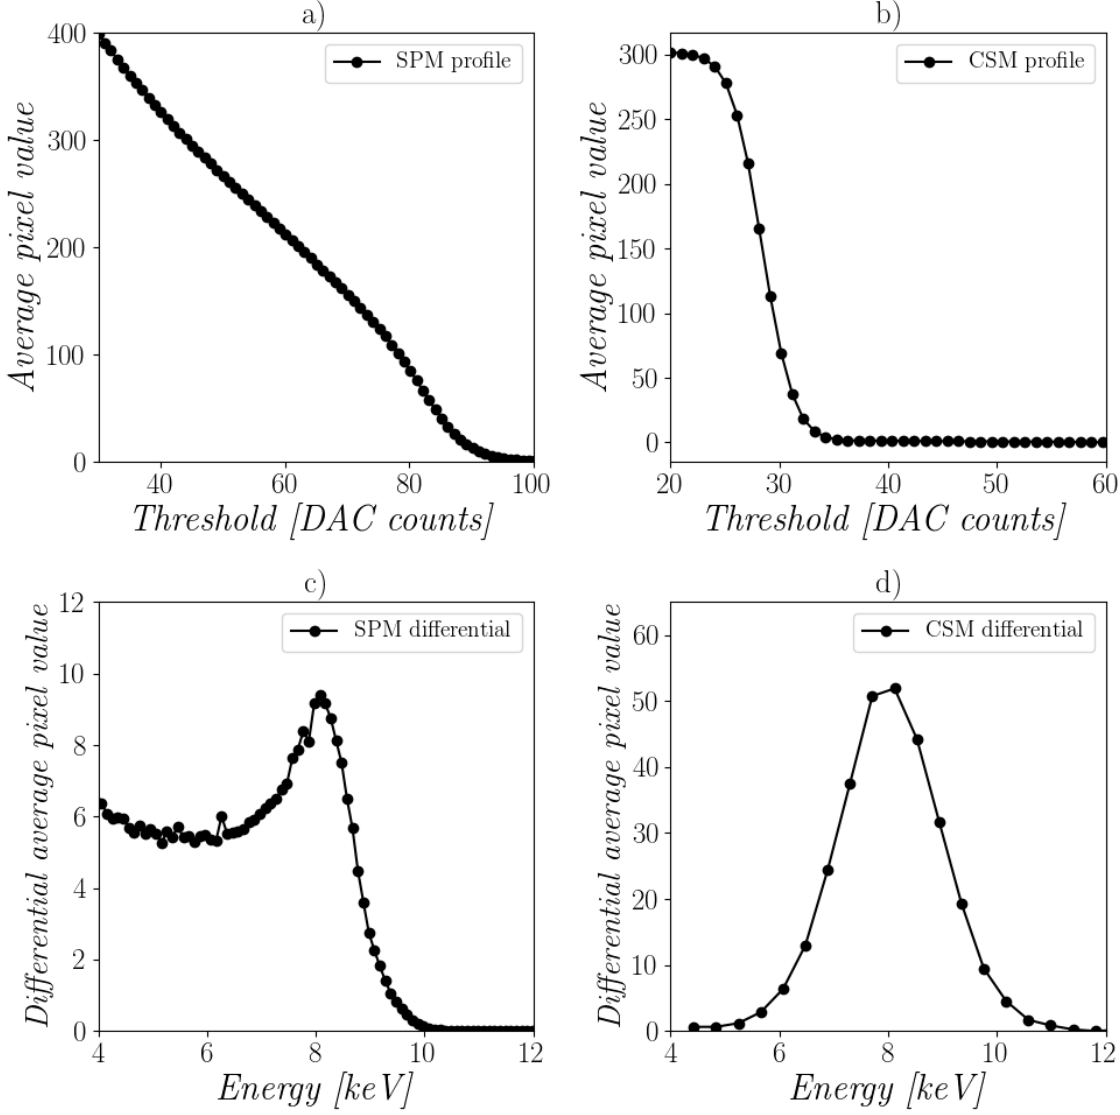 a)
SPM profile
400
300
200
100
0
40
60
80
100
Average pixel value
Threshold [DAC counts]
b)
CSM profile
300
250
200
150
100
50
0
20
30
40
50
60
Average pixel value
Threshold [DAC counts]
c)
SPM differential
12
10
8
6
4
2
0
4
6
8
10
12
Differential average pixel value
Energy [keV]
d)
CSM differential
60
50
40
30
20
10
0
4
6
8
10
12
Differential average pixel value
Energy [keV]